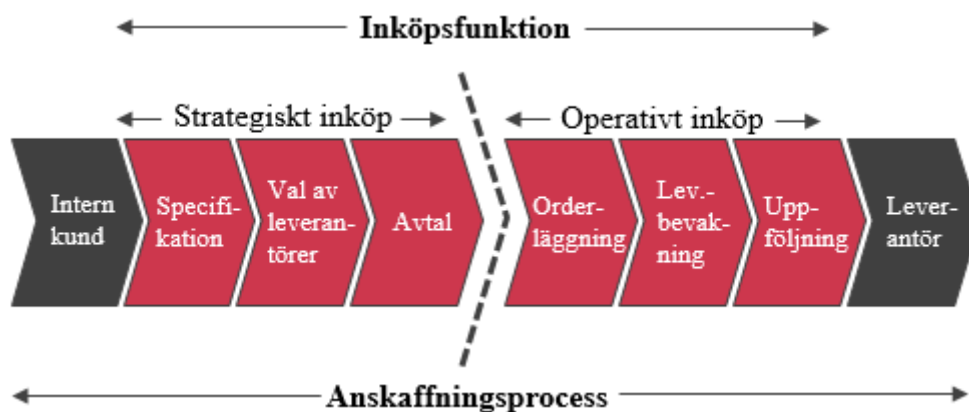 Inköpsfunktion
Strategiskt inköp
Operativt inköp
Intern
kund
Specifi-
kation
Val av
leveran-
törer
Avtal
Order-
läggning
Lev.-
bevak-
ning
Upp-
följning
Lever-
antör
Anskaffningsprocess